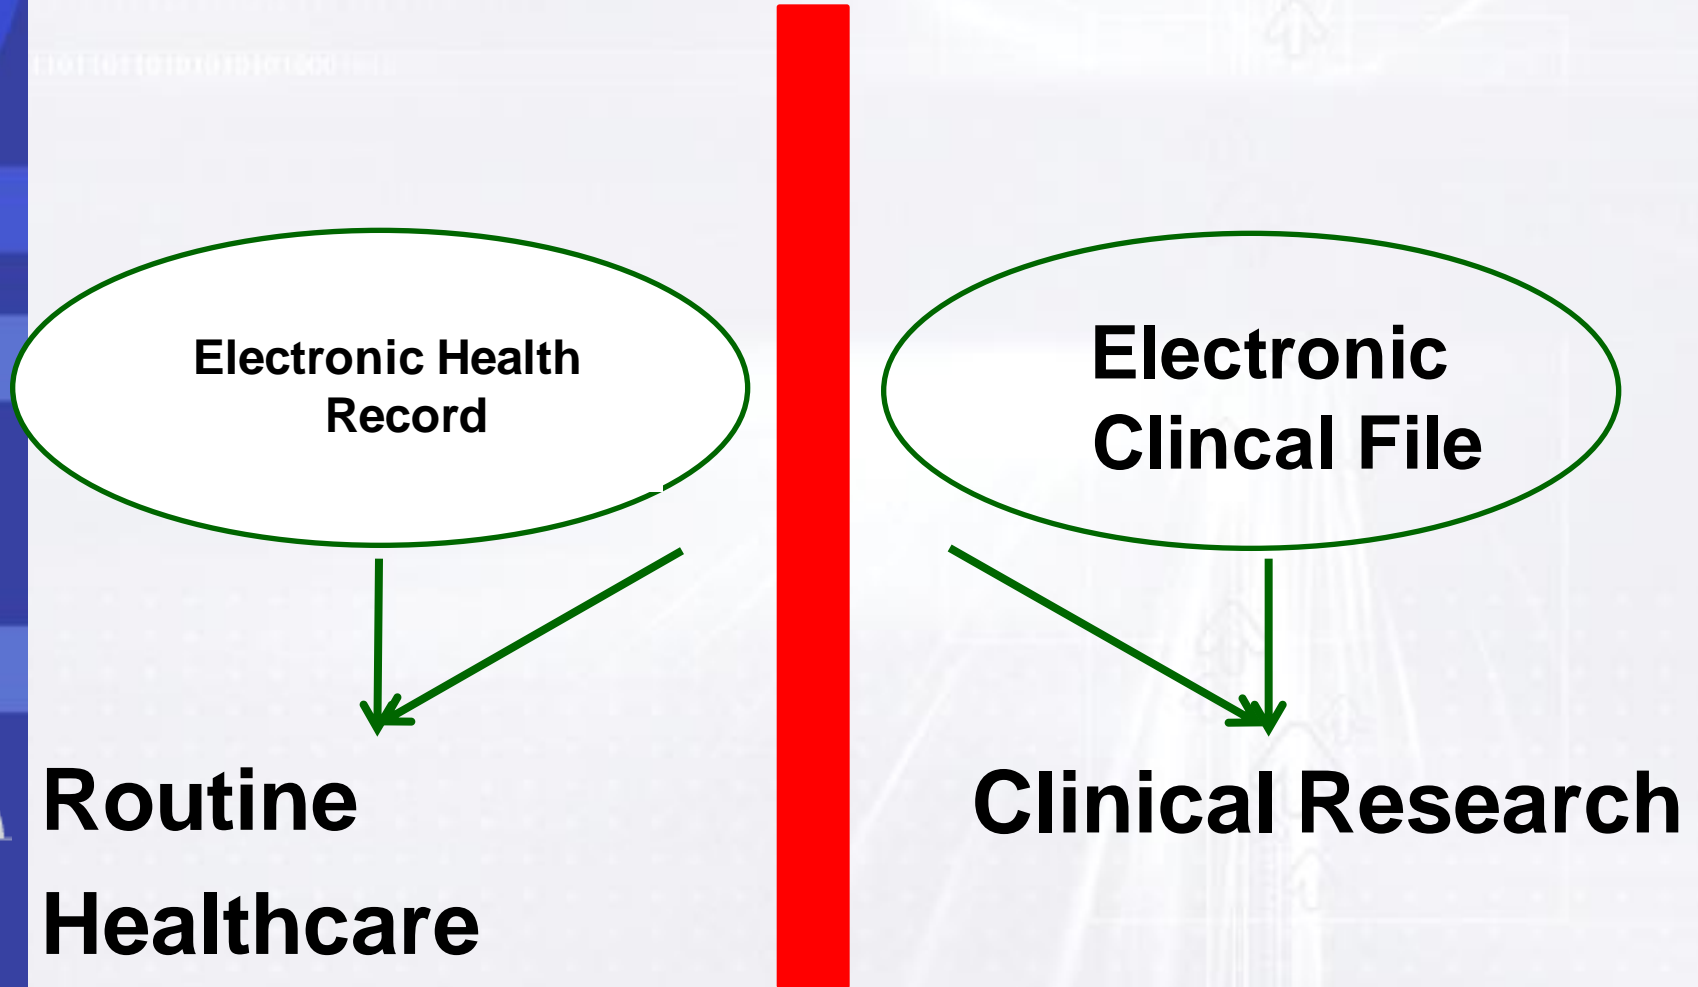 Electronic Health
Record
Electronic
Clincal File
Routine
Healthcare
Clinical Research